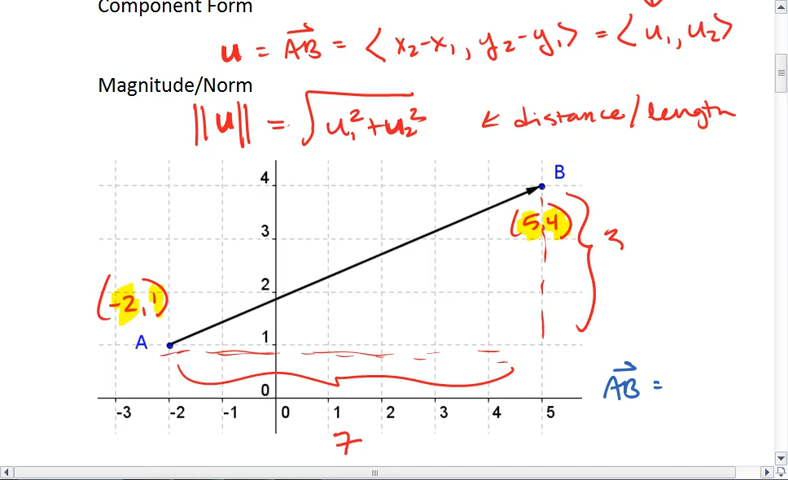 Component Form
u = AB = ⟨ x₂-x₁, y₂-y₁ ⟩ = ⟨ u₁, u₂ ⟩
Magnitude/Norm
||u|| = √u₁²+u₂² ← distance/length
4
B
(5,4)
3
3
2
(-2,1)
1
A
0
AB =
-3 -2 -1 0 1 2 3 4 5
7